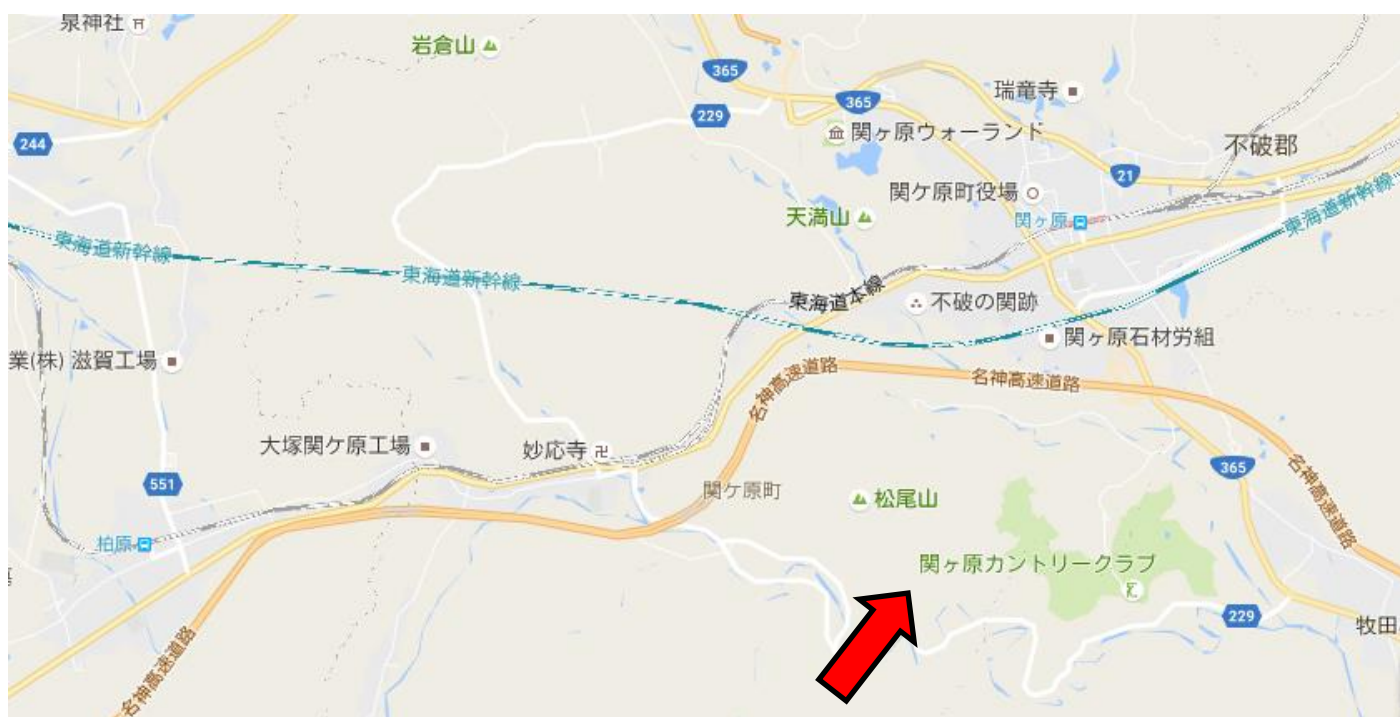 泉神社
岩倉山
365
229
365
瑞竜寺
関ヶ原ウォーランド
244
不破郡
21
関ケ原町役場
天満山
関ヶ原
東海道新幹線
東海道新幹線
東海道新幹線
東海道本線
不破の関跡
関ヶ原石材労組
業(株) 滋賀工場
名神高速道路
名神高速道路
大塚関ケ原工場
妙応寺
365
名神高速道路
551
関ケ原町
松尾山
柏原
関ヶ原カントリークラブ
229
牧田
名神高速道路